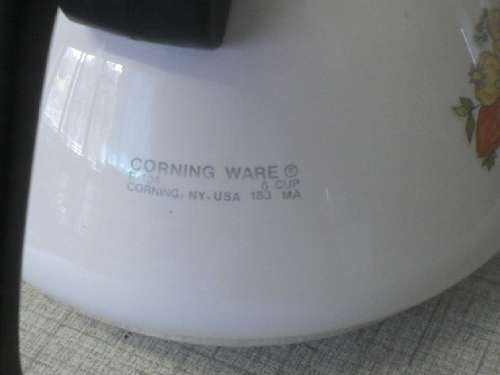 CORNING WARE ®
6 CUP
CORNING, NY-USA 183 MA